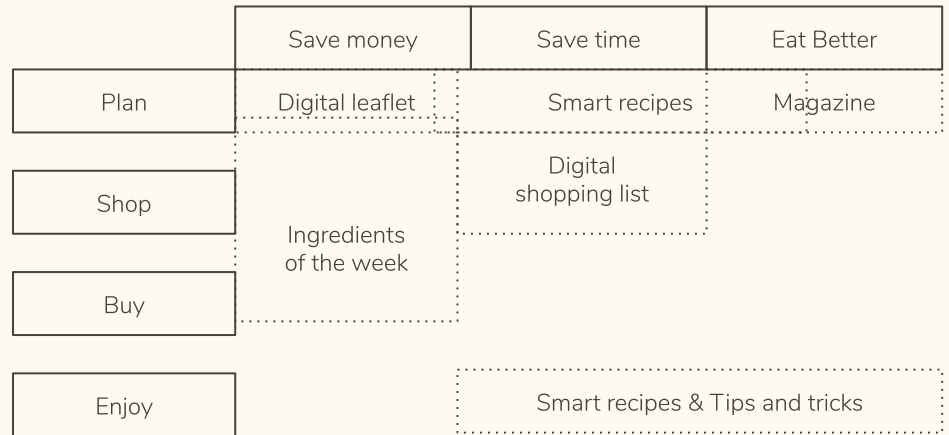 Save money
Save time
Eat Better
Plan
Digital leaflet
Smart recipes
Magazine
Digital
shopping list
Shop
Ingredients
of the week
Buy
Enjoy
Smart recipes & Tips and tricks